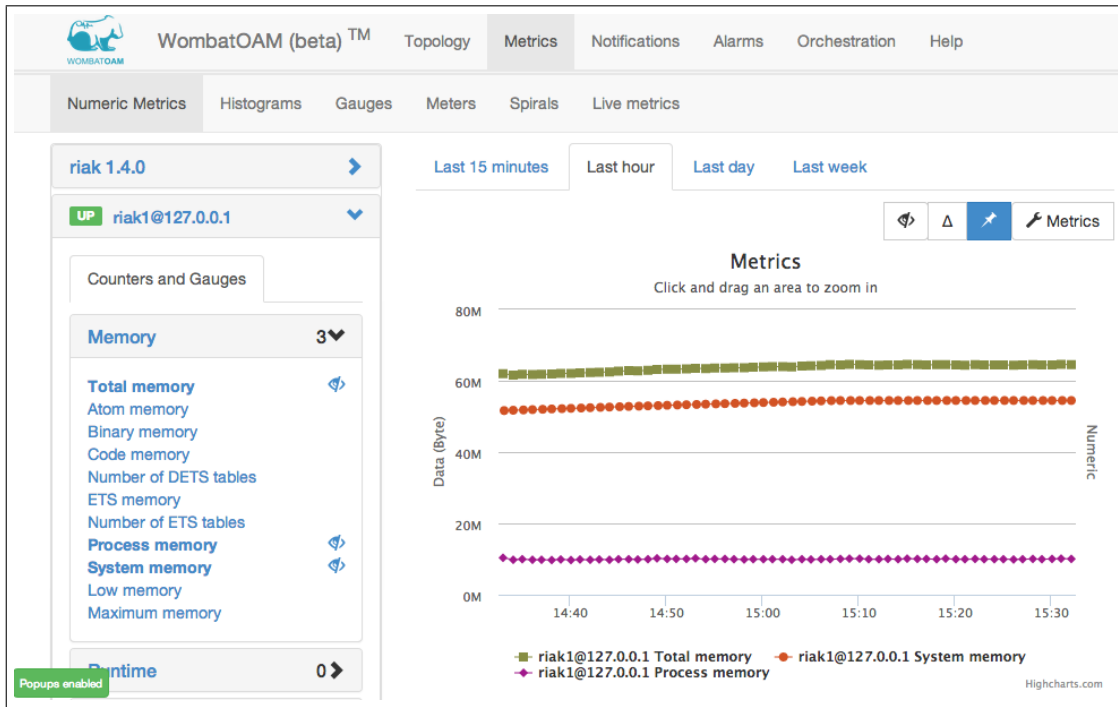 WOMBATOAM
WombatOAM (beta) TM
Topology
Metrics
Notifications
Alarms
Orchestration
Help
Numeric Metrics
Histograms
Gauges
Meters
Spirals
Live metrics
riak 1.4.0
UP riak1@127.0.0.1
Counters and Gauges
Memory 3
Total memory
Atom memory
Binary memory
Code memory
Number of DETS tables
ETS memory
Number of ETS tables
Process memory
System memory
Low memory
Maximum memory
Runtime 0
Popups enabled
Last 15 minutes
Last hour
Last day
Last week
Δ
Metrics
Metrics
Click and drag an area to zoom in
80M
60M
40M
20M
0M
Data (Byte)
Numeric
14:40
14:50
15:00
15:10
15:20
15:30
riak1@127.0.0.1 Total memory
riak1@127.0.0.1 System memory
riak1@127.0.0.1 Process memory
Highcharts.com